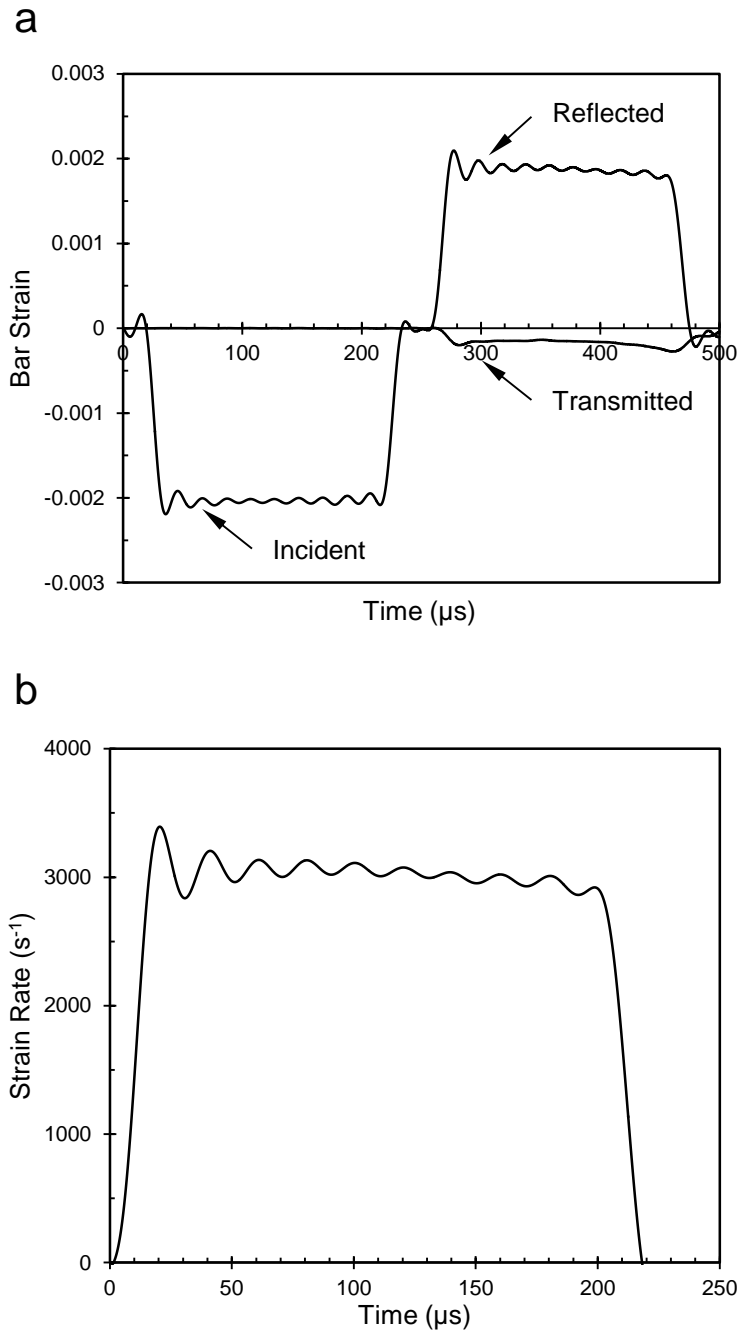 a
0.003
0.002
0.001
0
-0.001
-0.002
-0.003
Bar Strain
0 100 200 300 400 500
Reflected
Transmitted
Incident
Time (µs)
b
4000
3000
2000
1000
0
Strain Rate (s-1)
0 50 100 150 200 250
Time (µs)